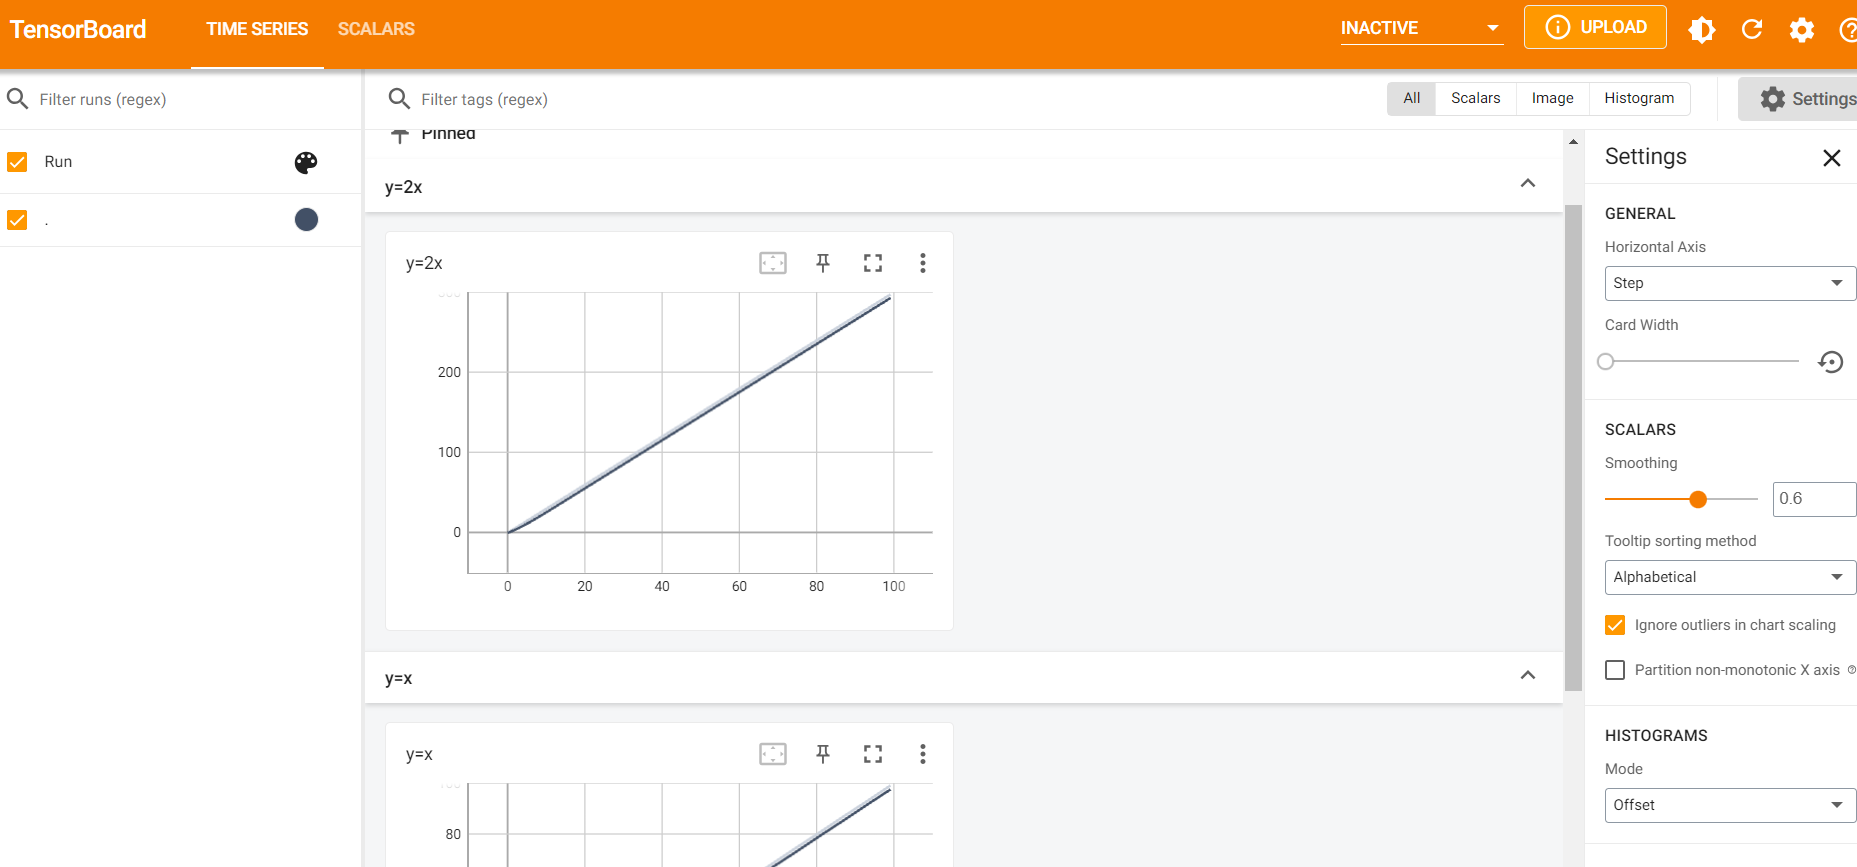 TensorBoard
TIME SERIES
SCALARS
INACTIVE
UPLOAD
Filter runs (regex)
Filter tags (regex)
All
Scalars
Image
Histogram
Settings
Run
.
Pinned
y=2x
y=2x
200
100
0
0 20 40 60 80 100
y=x
y=x
80
Settings
GENERAL
Horizontal Axis
Step
Card Width
SCALARS
Smoothing
0.6
Tooltip sorting method
Alphabetical
Ignore outliers in chart scaling
Partition non-monotonic X axis
HISTOGRAMS
Mode
Offset